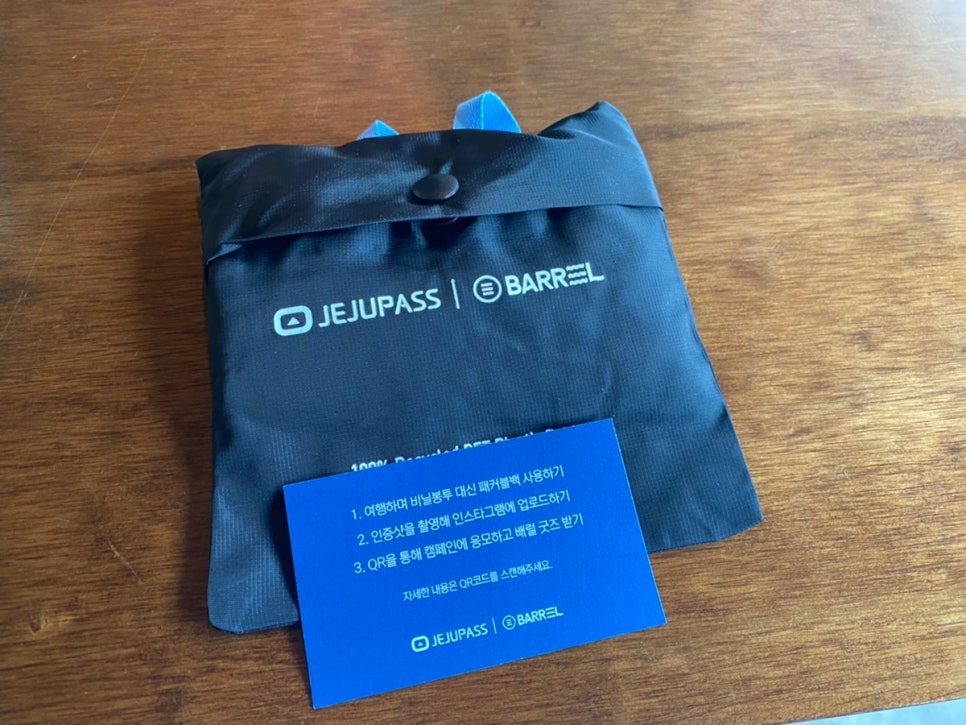 JEJUPASS | BARREL
100% Recycled PET Plastic
1. 여행하며 비닐봉투 대신 패커블백 사용하기
2. 인증샷을 촬영해 인스타그램에 업로드하기
3. QR을 통해 캠페인에 응모하고 배럴 굿즈 받기
자세한 내용은 QR코드를 스캔해주세요.
JEJUPASS | BARREL